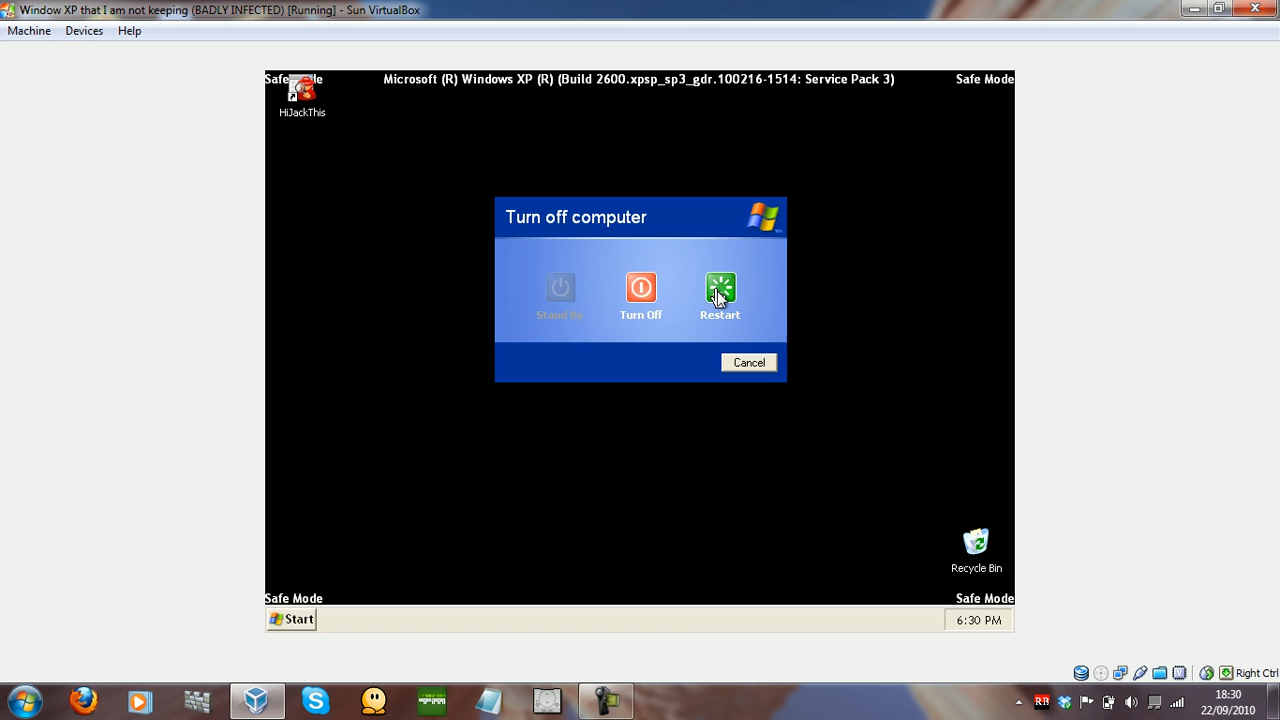 Window XP that I am not keeping (BADLY INFECTED) [Running] - Sun VirtualBox
Machine Devices Help
Microsoft (R) Windows XP (R) (Build 2600.xpsp_sp3_gdr.100216-1514: Service Pack 3)
Safe Mode
HiJackThis
Turn off computer
Stand By
Turn Off
Restart
Cancel
Recycle Bin
Safe Mode
Safe Mode
Start
6:30 PM
Right Ctrl
RB
18:30
22/09/2010